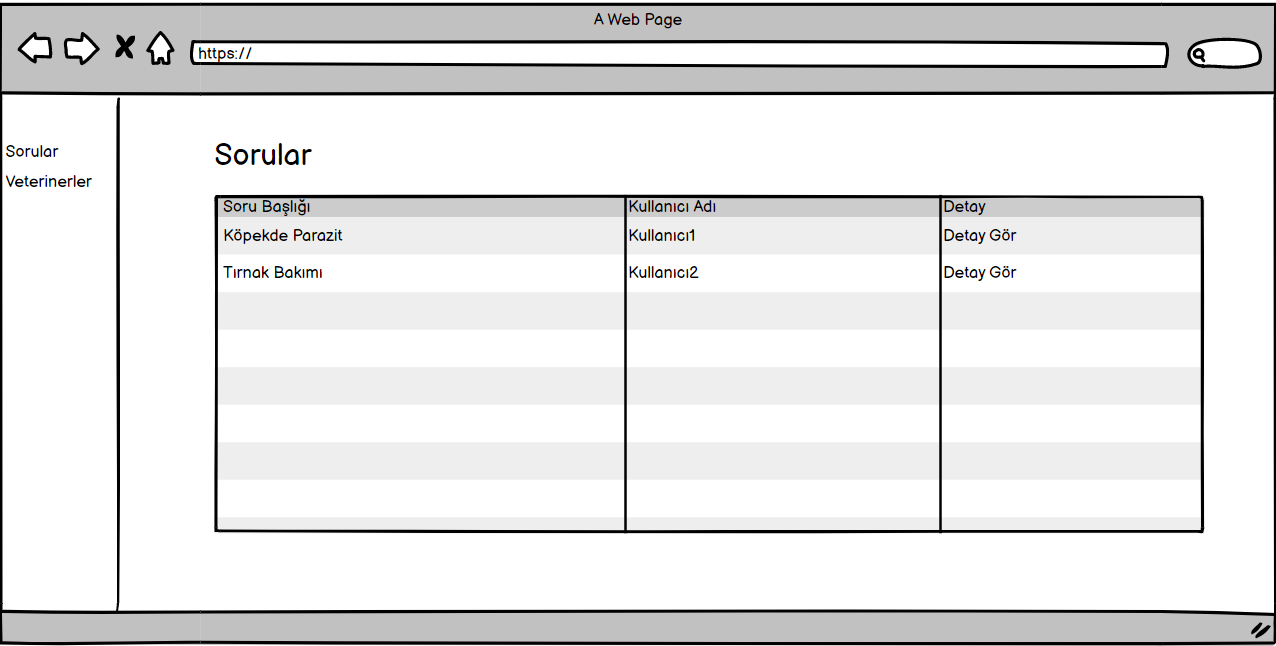 A Web Page
https://
Sorular
Veterinerler
Sorular
Soru Başlığı Kullanıcı Adı Detay
Köpekde Parazit Kullanıcı1 Detay Gör
Tırnak Bakımı Kullanıcı2 Detay Gör